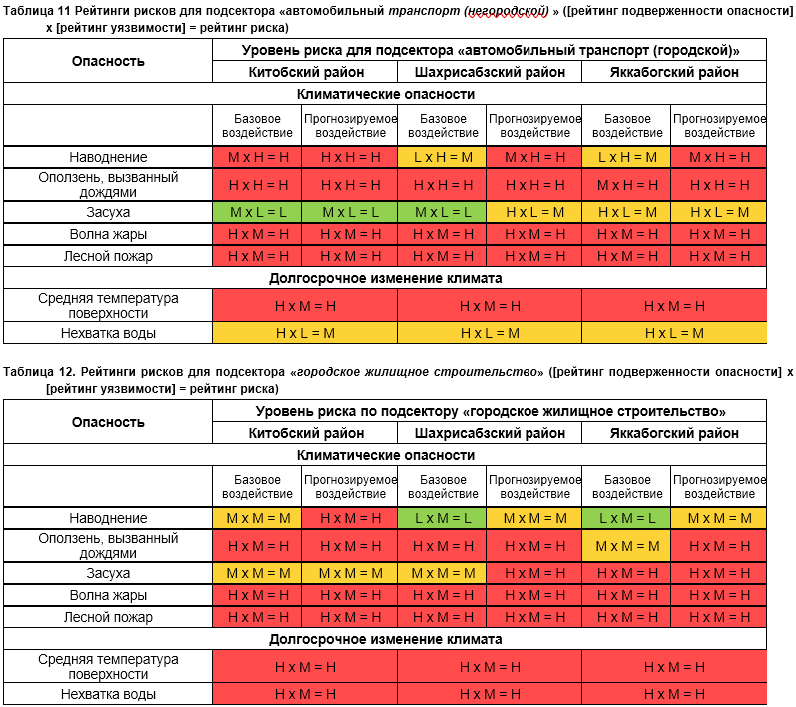 Таблица 11 Рейтинги рисков для подсектора «автомобильный транспорт (негородской) » ([рейтинг подверженности опасности]
x [рейтинг уязвимости] = рейтинг риска)
Опасность
Уровень риска для подсектора «автомобильный транспорт (городской)»
Китобский район Шахрисабзский район Яккабогский район
Климатические опасности
Базовое воздействие Прогнозируемое воздействие Базовое воздействие Прогнозируемое воздействие Базовое воздействие Прогнозируемое воздействие
Наводнение M x H = H H x H = H L x H = M M x H = H L x H = M M x H = H
Оползень, вызванный дождями H x H = H H x H = H H x H = H H x H = H M x H = H H x H = H
Засуха M x L = L M x L = L M x L = L H x L = M H x L = M H x L = M
Волна жары H x M = H H x M = H H x M = H H x M = H H x M = H H x M = H
Лесной пожар H x M = H H x M = H H x M = H H x M = H H x M = H H x M = H
Долгосрочное изменение климата
Средняя температура поверхности H x M = H H x M = H H x M = H
Нехватка воды H x L = M H x L = M H x L = M
Таблица 12. Рейтинги рисков для подсектора «городское жилищное строительство» ([рейтинг подверженности опасности] x
[рейтинг уязвимости] = рейтинг риска)
Опасность
Уровень риска по подсектору «городское жилищное строительство»
Китобский район Шахрисабзский район Яккабогский район
Климатические опасности
Базовое воздействие Прогнозируемое воздействие Базовое воздействие Прогнозируемое воздействие Базовое воздействие Прогнозируемое воздействие
Наводнение M x M = M H x M = H L x M = L M x M = M L x M = L M x M = M
Оползень, вызванный дождями H x M = H H x M = H H x M = H H x M = H M x M = M H x M = H
Засуха M x M = M M x M = M M x M = M H x M = H H x M = H H x M = H
Волна жары H x M = H H x M = H H x M = H H x M = H H x M = H H x M = H
Лесной пожар H x M = H H x M = H H x M = H H x M = H H x M = H H x M = H
Долгосрочное изменение климата
Средняя температура поверхности H x M = H H x M = H H x M = H
Нехватка воды H x M = H H x M = H H x M = H